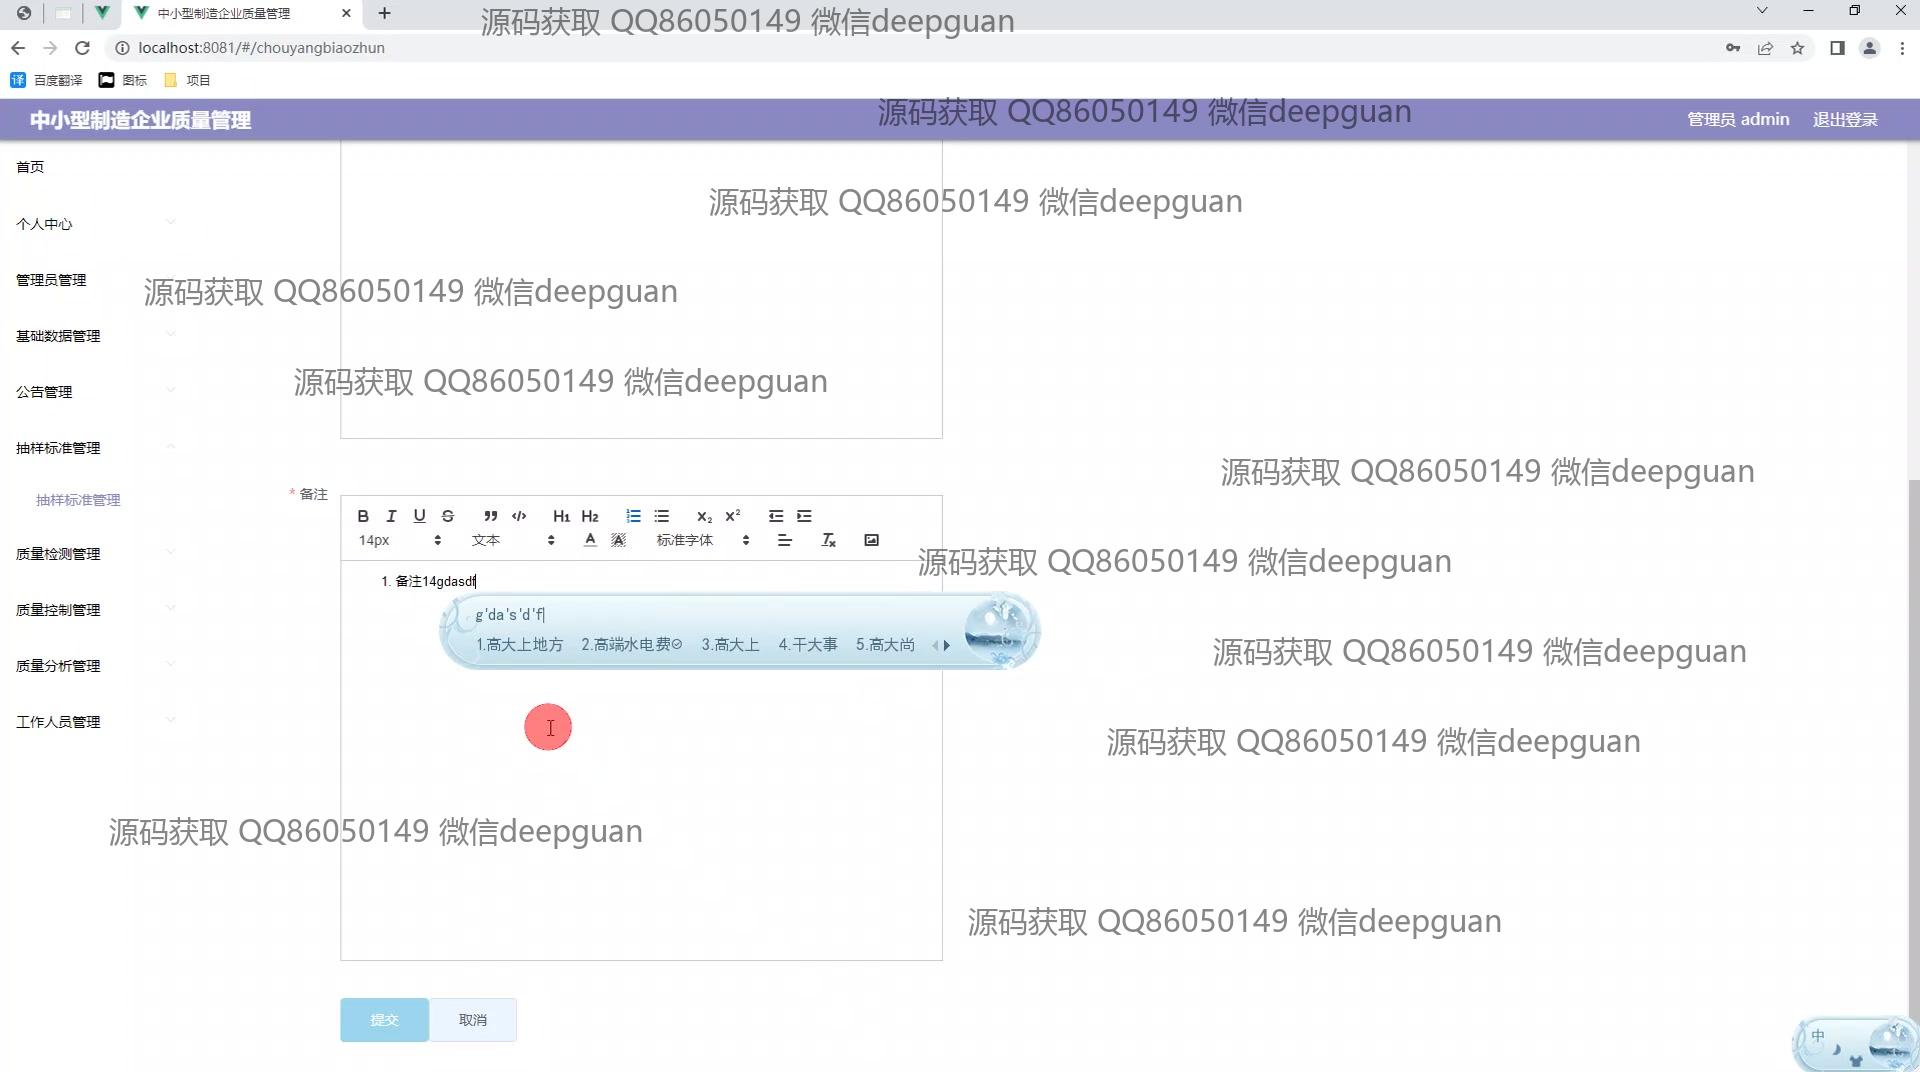 中小型制造企业质量管理
源码获取 QQ86050149 微信deepguan
localhost:8081/#/chouyangbiaozhun
译 百度翻译 图标 项目
中小型制造企业质量管理
源码获取 QQ86050149 微信deepguan
管理员 admin 退出登录
首页
源码获取 QQ86050149 微信deepguan
个人中心
管理员管理
源码获取 QQ86050149 微信deepguan
基础数据管理
源码获取 QQ86050149 微信deepguan
公告管理
抽样标准管理
源码获取 QQ86050149 微信deepguan
抽样标准管理
* 备注
B I U S H1 H2 X2 X2
14px 文本 A A 标准字体 Tx
质量检测管理
源码获取 QQ86050149 微信deepguan
1. 备注14gdasdf
质量控制管理
g'da's'd'f
1.高大上地方 2.高端水电费 3.高大上 4.干大事 5.高大尚
源码获取 QQ86050149 微信deepguan
质量分析管理
工作人员管理
源码获取 QQ86050149 微信deepguan
源码获取 QQ86050149 微信deepguan
源码获取 QQ86050149 微信deepguan
提交 取消
中